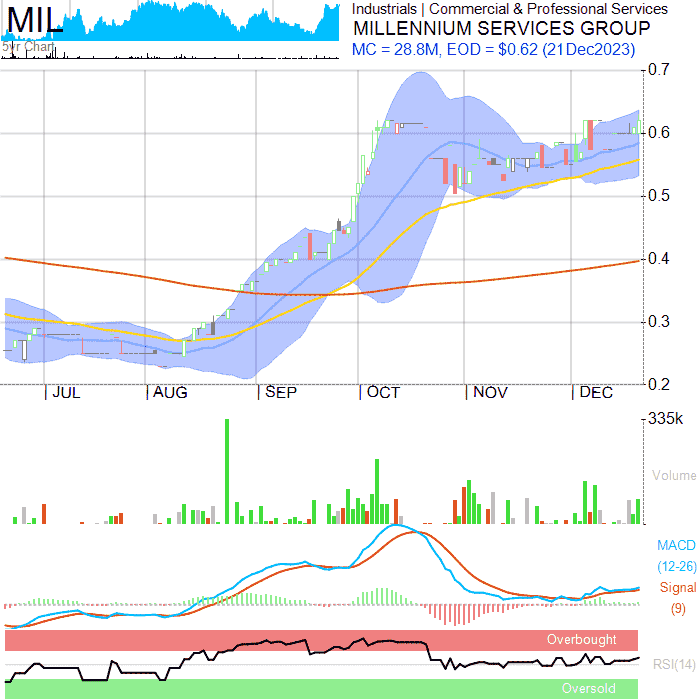 MIL
5yr Chart
Industrials | Commercial & Professional Services
MILLENNIUM SERVICES GROUP
MC = 28.8M, EOD = $0.62 (21Dec2023)
0.7
0.6
0.5
0.4
0.3
0.2
JUL
AUG
SEP
OCT
NOV
DEC
335k
Volume
MACD
(12-26)
Signal
(9)
Overbought
RSI(14)
Oversold